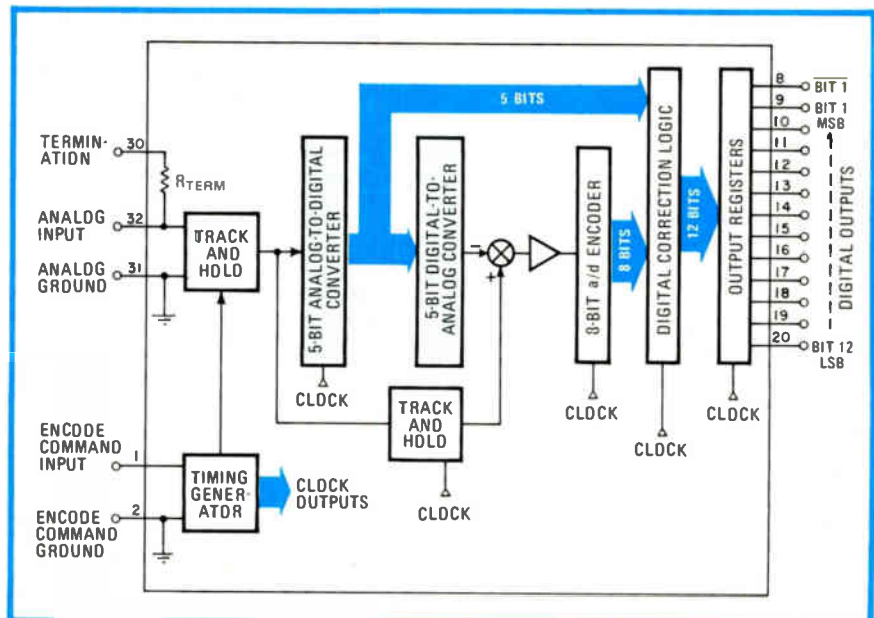 TERMIN-
ATION
30
RTERM
ANALOG
INPUT
32
ANALOG
GROUND
31
TRACK
AND
HOLD
5-BIT ANALOG-TO-DIGITAL
CONVERTER
CLOCK
5 BITS
5-BIT DIGITAL-TO-
ANALOG CONVERTER
-
+
TRACK
AND
HOLD
CLOCK
8-BIT a/d ENCODER
CLOCK
8 BITS
DIGITAL CORRECTION LOGIC
CLOCK
12 BITS
OUTPUT REGISTERS
CLOCK
8
BIT 1
9
BIT 1
MSB
10
11
12
13
14
15
16
17
18
19
20
BIT 12
LSB
DIGITAL OUTPUTS
ENCODE
COMMAND
INPUT
1
ENCODE
COMMAND
GROUND
2
TIMING
GENER-
ATOR
CLOCK
OUTPUTS